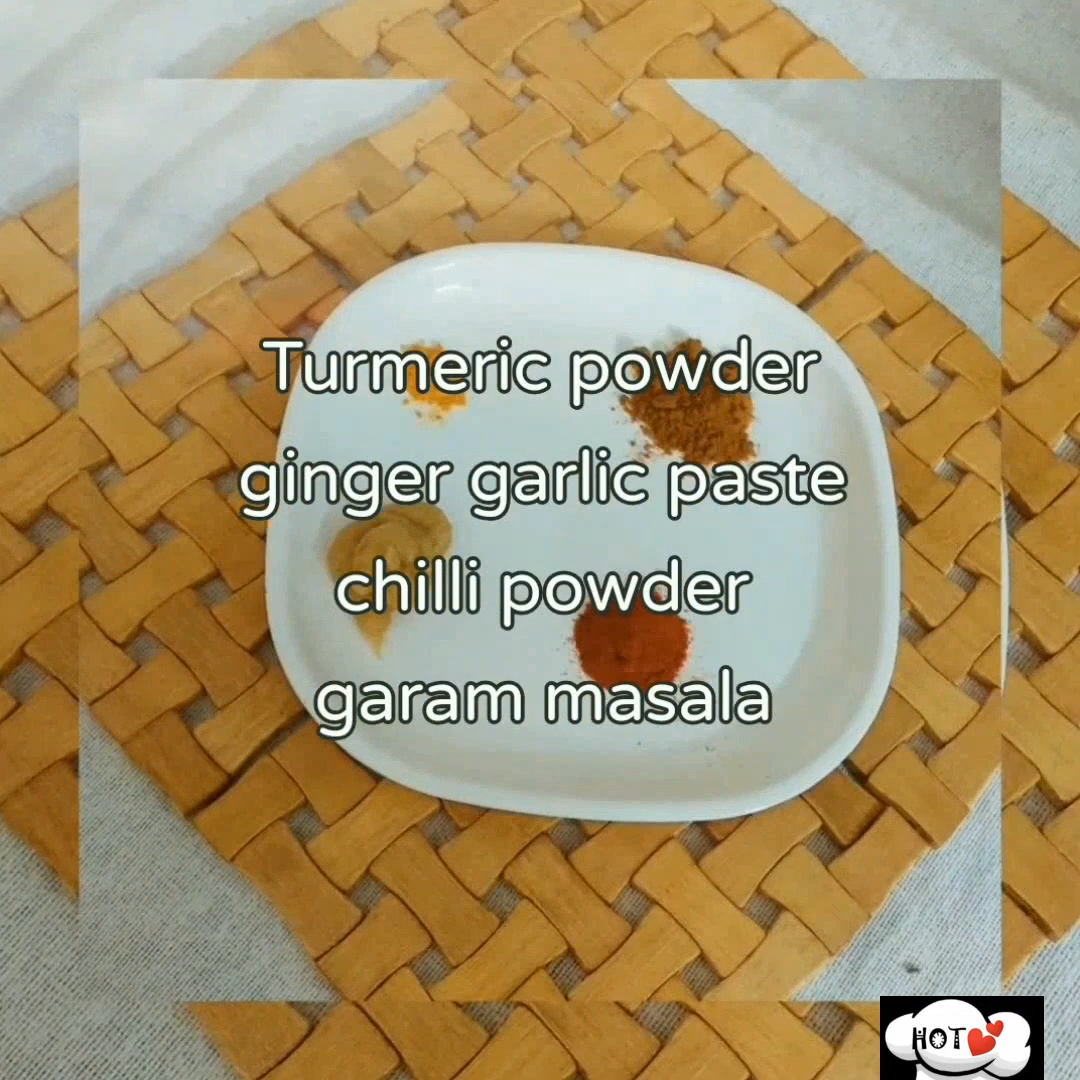 Turmeric powder
ginger garlic paste
chilli powder
garam masala
HOT